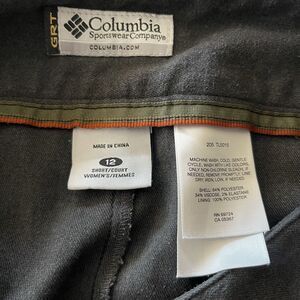 GRT
Columbia
Sportswear Company
COLUMBIA.COM
MADE IN CHINA
12
SHORT/COURT
WOMEN'S/FEMMES
MACHINE WASH, COLD, GENTLE
CYCLE, WASH WITH LIKE COLORS,
ONLY NON-CHLORINE BLEACH, IF
NEEDED, REMOVE PROMPTLY, LINE
DRY, IRON, LOW, IF NEEDED.
SHELL: 64% POLYESTER
34% VISCOSE, 2% ELASTANE
LINING: 100% POLYESTER
RN 69724
CA 05367